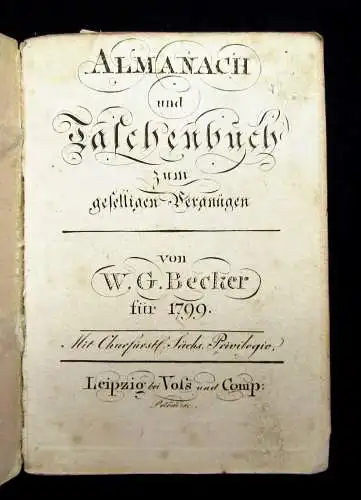 ALMANACH
und
Taſchenbuch
zum
geſelligen Vergnügen
von
W. G. Becker
für 1799.
Mit Churfürstl. Sächs. Privilegio.
Leipzig bei Voſs und Comp: